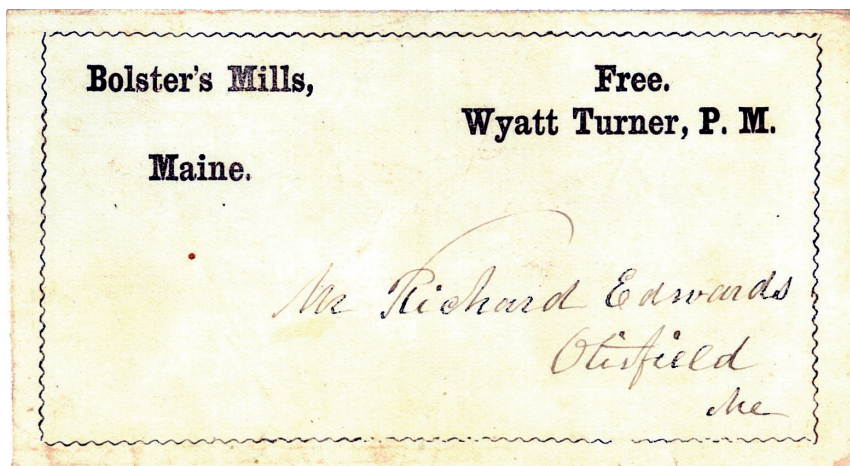 Bolster's Mills,
Maine.
Free.
Wyatt Turner, P. M.
Mr Richard Edwards
Otisfield
Me